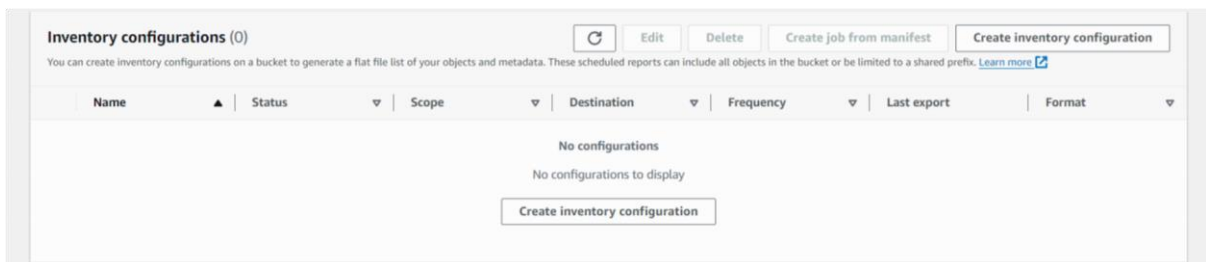 Inventory configurations (0)
Edit
Delete
Create job from manifest
Create inventory configuration
You can create inventory configurations on a bucket to generate a flat file list of your objects and metadata. These scheduled reports can include all objects in the bucket or be limited to a shared prefix. Learn more
Name
Status
Scope
Destination
Frequency
Last export
Format
No configurations
No configurations to display
Create inventory configuration